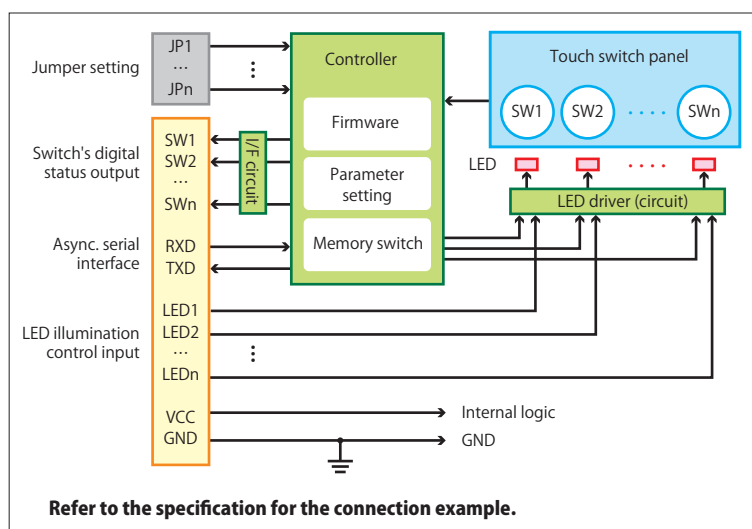 Jumper setting
JP1
...
JPn
Controller
Firmware
Parameter
setting
Memory switch
Touch switch panel
SW1
SW2
....
SWn
LED
....
LED driver (circuit)
Switch's digital
status output
SW1
SW2
...
SWn
I/F circuit
Async. serial
interface
RXD
TXD
LED illumination
control input
LED1
LED2
...
LEDn
VCC
GND
Internal logic
GND
Refer to the specification for the connection example.